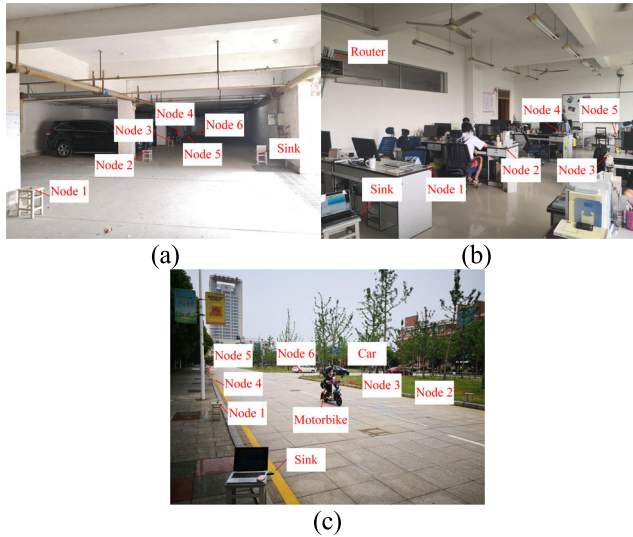 Node 4
Node 6
Node 3
Node 5
Sink
Node 2
Node 1
(a)
Router
Node 4
Node 5
Node 1
Node 2
Node 3
Sink
(b)
Node 5
Node 6
Car
Node 4
Node 3
Node 2
Node 1
Motorbike
Sink
(c)